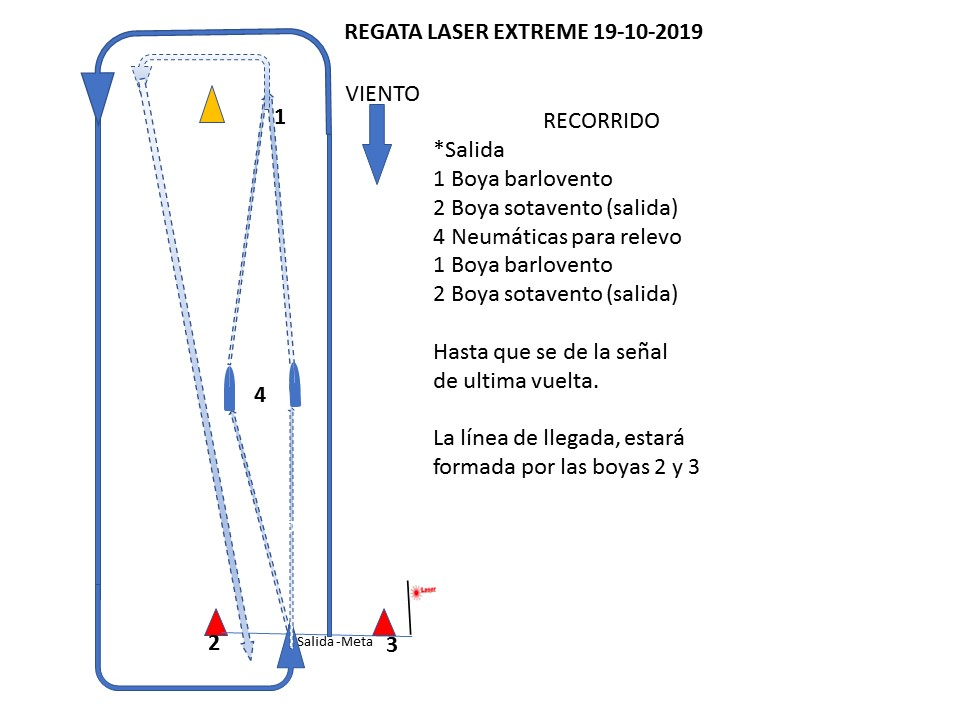 REGATA LASER EXTREME 19-10-2019
VIENTO
1
RECORRIDO
*Salida
1 Boya barlovento
2 Boya sotavento (salida)
4 Neumáticas para relevo
1 Boya barlovento
2 Boya sotavento (salida)
Hasta que se de la señal
de ultima vuelta.
4
La línea de llegada, estará
formada por las boyas 2 y 3
Laser
2
Salida -Meta
3